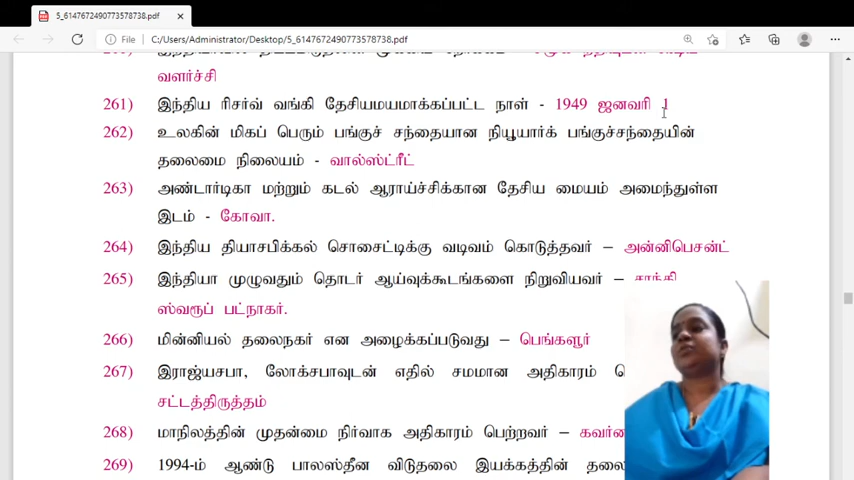 5_6147672490773578738.pdf
File
C:/Users/Administrator/Desktop/5_6147672490773578738.pdf
வளர்ச்சி
261) இந்திய ரிசர்வ் வங்கி தேசியமயமாக்கப்பட்ட நாள் - 1949 ஜனவரி 1
262) உலகின் மிகப் பெரும் பங்குச் சந்தையான நியூயார்க் பங்குச்சந்தையின்
தலைமை நிலையம் - வால்ஸ்ட்ரீட்
263) அண்டார்டிகா மற்றும் கடல் ஆராய்ச்சிக்கான தேசிய மையம் அமைந்துள்ள
இடம் - கோவா.
264) இந்திய தியாசபிக்கல் சொசைட்டிக்கு வடிவம் கொடுத்தவர் – அன்னிபெசன்ட்
265) இந்தியா முழுவதும் தொடர் ஆய்வுக்கூடங்களை நிறுவியவர் –
ஸ்வரூப் பட்நாகர்.
266) மின்னியல் தலைநகர் என அழைக்கப்படுவது – பெங்களூர்
267) இராஜ்யசபா, லோக்சபாவுடன் எதில் சமமான அதிகாரம்
சட்டத்திருத்தம்
268) மாநிலத்தின் முதன்மை நிர்வாக அதிகாரம் பெற்றவர் –
269) 1994-ம் ஆண்டு பாலஸ்தீன விடுதலை இயக்கத்தின்